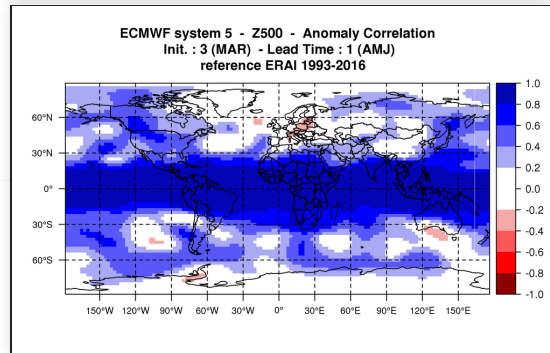 ECMWF system 5 - Z500 - Anomaly Correlation
Init. : 3 (MAR) - Lead Time : 1 (AMJ)
reference ERAI 1993-2016
60°N
30°N
0°
30°S
60°S
150°W 120°W 90°W 60°W 30°W 0° 30°E 60°E 90°E 120°E 150°E
1.0
0.8
0.6
0.4
0.2
0.0
-0.2
-0.4
-0.6
-0.8
-1.0